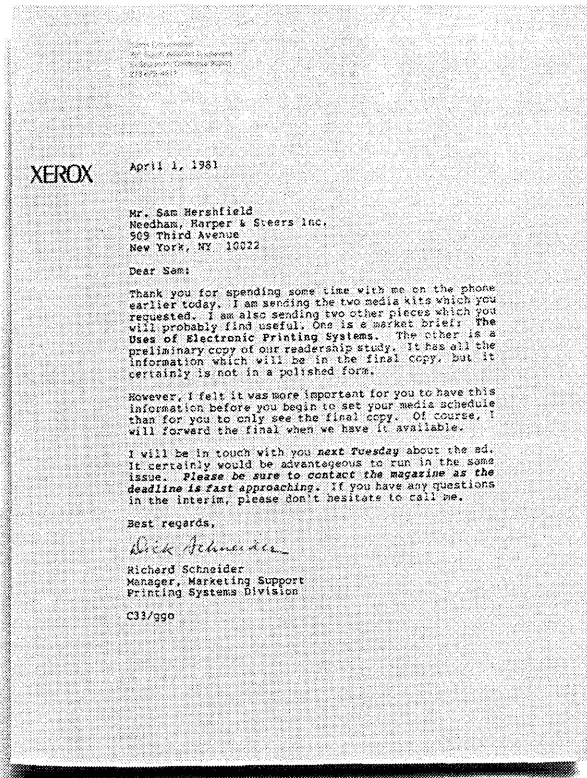 XEROX
April 1, 1981
Mr. Sam Hershfield
Needham, Harper & Steers Inc.
909 Third Avenue
New York, NY 10022
Dear Sam:
Thank you for spending some time with me on the phone
earlier today. I am sending the two media kits which you
requested. I am also sending two other pieces which you
will probably find useful. One is a market brief: The
Uses of Electronic Printing Systems. The other is a
preliminary copy of our readership study. It has all the
information which will be in the final copy, but it
certainly is not in a polished form.
However, I felt it was more important for you to have this
information before you begin to set your media schedule
than for you to only see the final copy. Of course, I
will forward the final when we have it available.
I will be in touch with you next Tuesday about the ad.
It certainly would be advantageous to run in the same
issue. Please be sure to contact the magazine as the
deadline is fast approaching. If you have any questions
in the interim, please don't hesitate to call me.
Best regards,
Dick Schneider
Richard Schneider
Manager, Marketing Support
Printing Systems Division
C33/ggo